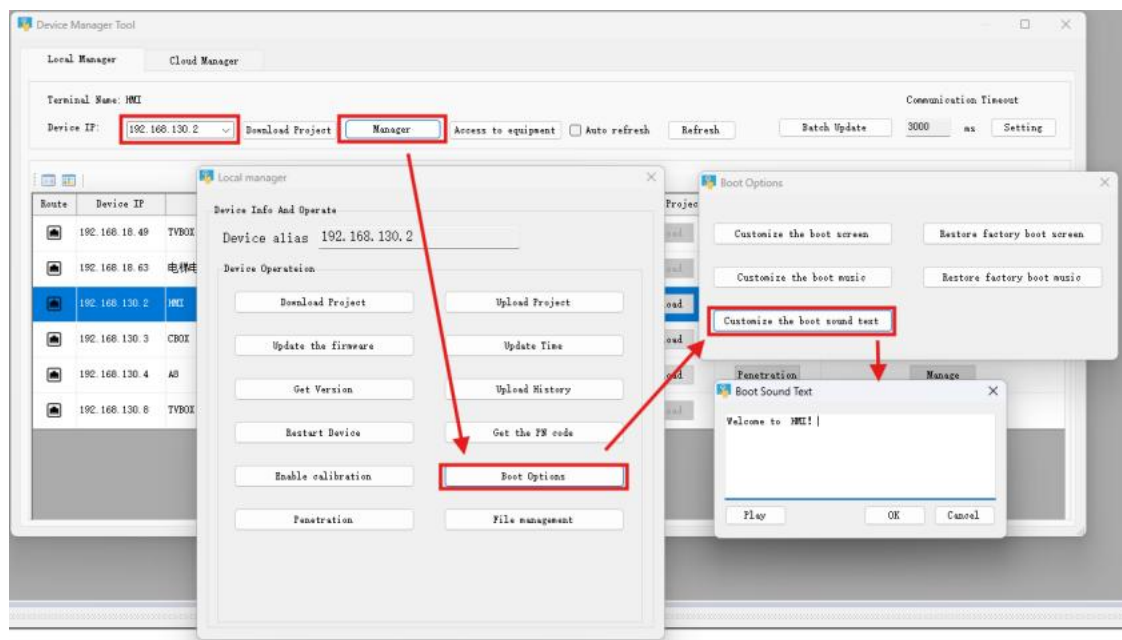 Device Manager Tool
Local Manager
Cloud Manager
Terminal Name: HMI
Communication Timeout
Device IP:
192.168.130.2
Download Project
Manager
Access to equipment
Auto refresh
Refresh
Batch Update
3000
ms
Setting
Route
Device IP
Projec
192.168.18.49
TVBOX
192.168.18.63
电梯电
192.168.130.2
HMI
oad
192.168.130.3
CBOX
oad
192.168.130.4
A8
oad
Penetration
Manage
192.168.130.8
TVBOX
oad
Local manager
Device Info And Operate
Device alias
192.168.130.2
Device Operateion
Download Project
Upload Project
Update the firmware
Update Time
Get Version
Upload History
Restart Device
Get the PN code
Enable calibration
Boot Options
Penetration
File management
Boot Options
Customize the boot screen
Restore factory boot screen
Customize the boot music
Restore factory boot music
Customize the boot sound text
Boot Sound Text
Welcome to HMI!
Play
OK
Cancel